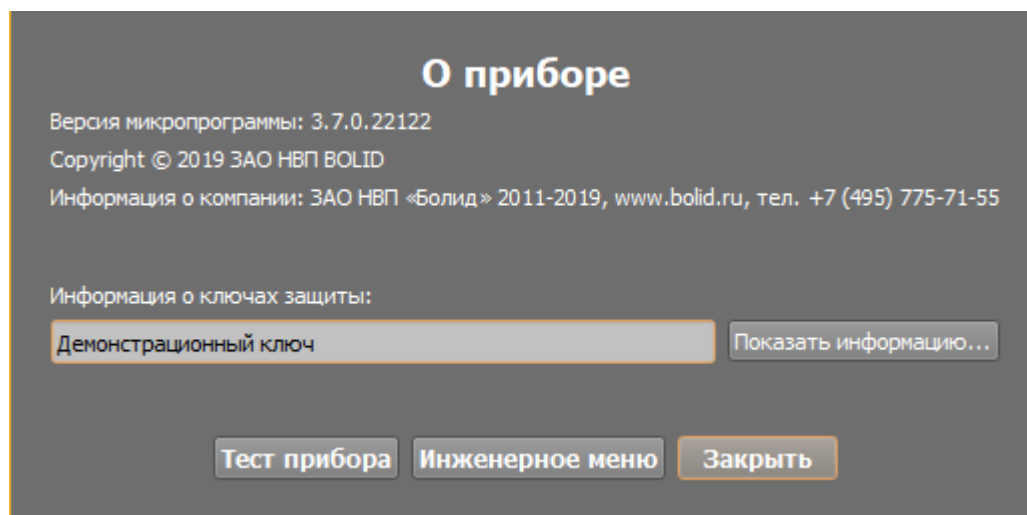 О приборе
Версия микропрограммы: 3.7.0.22122
Copyright © 2019 ЗАО НВП BOLID
Информация о компании: ЗАО НВП «Болид» 2011-2019, www.bolid.ru, тел. +7 (495) 775-71-55
Информация о ключах защиты:
Демонстрационный ключ Показать информацию...
Тест прибора Инженерное меню Закрыть